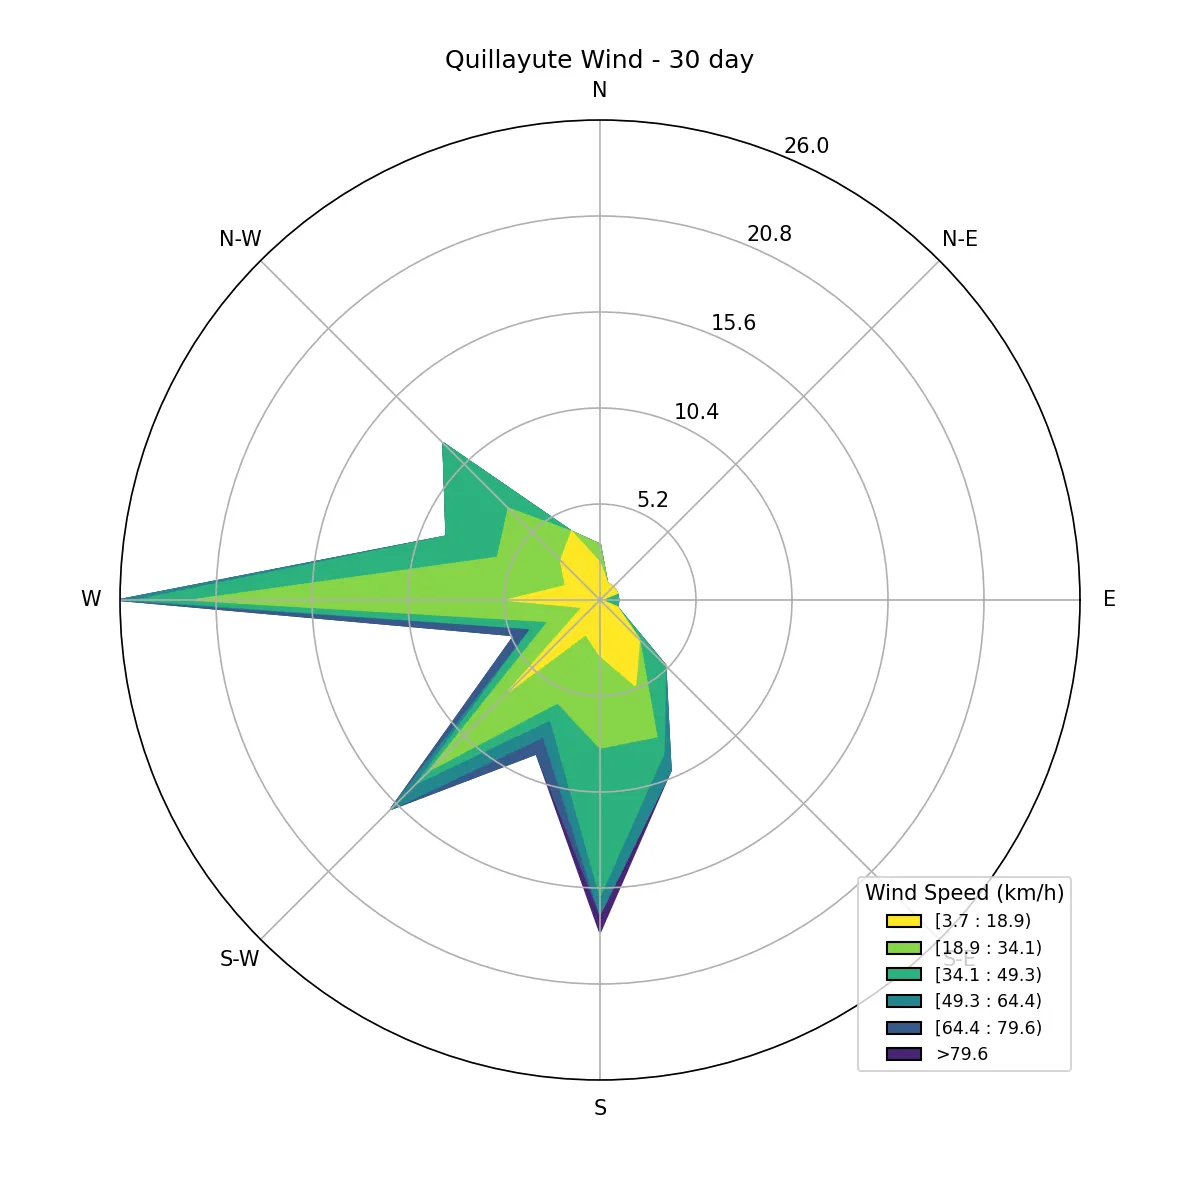 Quillayute Wind - 30 day
N
26.0
N-W
20.8
N-E
15.6
10.4
5.2
W
E
Wind Speed (km/h)
[3.7 : 18.9)
[18.9 : 34.1)
S-W
S-E
[34.1 : 49.3)
[49.3 : 64.4)
[64.4 : 79.6)
>79.6
S